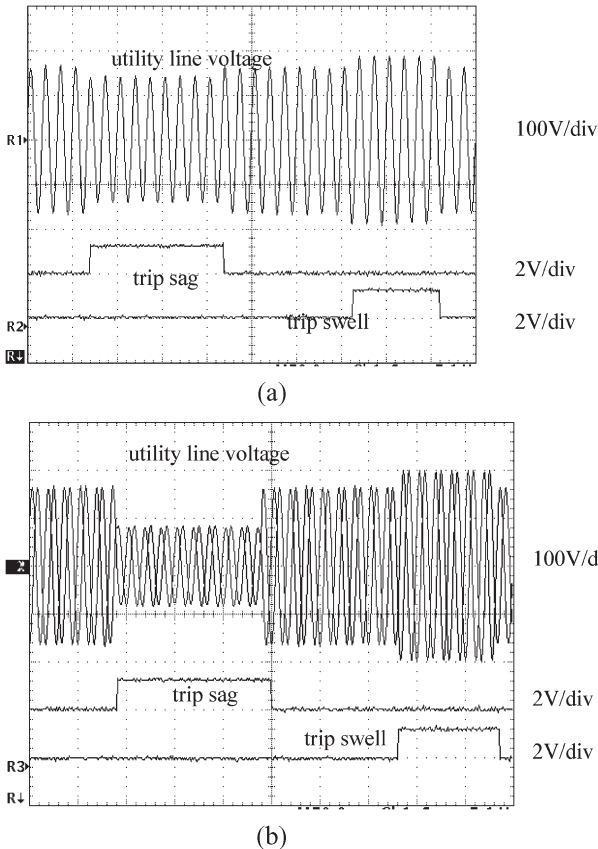 utility line voltage
R1
100V/div
trip sag
2V/div
trip swell
R2
2V/div
R↓
(a)
utility line voltage
100V/d
trip sag
2V/div
trip swell
2V/div
R3
R↓
(b)